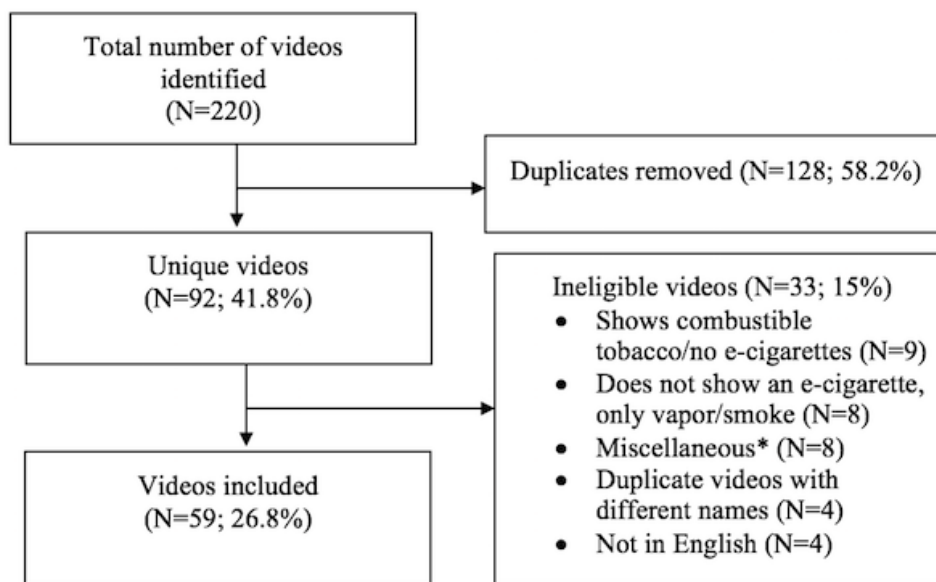 Total number of videos
identified
(N=220)
Duplicates removed (N=128; 58.2%)
Unique videos
(N=92; 41.8%)
Ineligible videos (N=33; 15%)
• Shows combustible
tobacco/no e-cigarettes (N=9)
• Does not show an e-cigarette,
only vapor/smoke (N=8)
• Miscellaneous* (N=8)
• Duplicate videos with
different names (N=4)
• Not in English (N=4)
Videos included
(N=59; 26.8%)